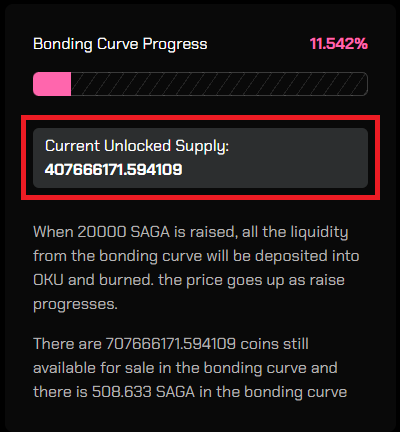 Bonding Curve Progress 11.542%
Current Unlocked Supply:
407666171.594109
When 20000 SAGA is raised, all the liquidity
from the bonding curve will be deposited into
OKU and burned. the price goes up as raise
progresses.
There are 707666171.594109 coins still
available for sale in the bonding curve and
there is 508.633 SAGA in the bonding curve